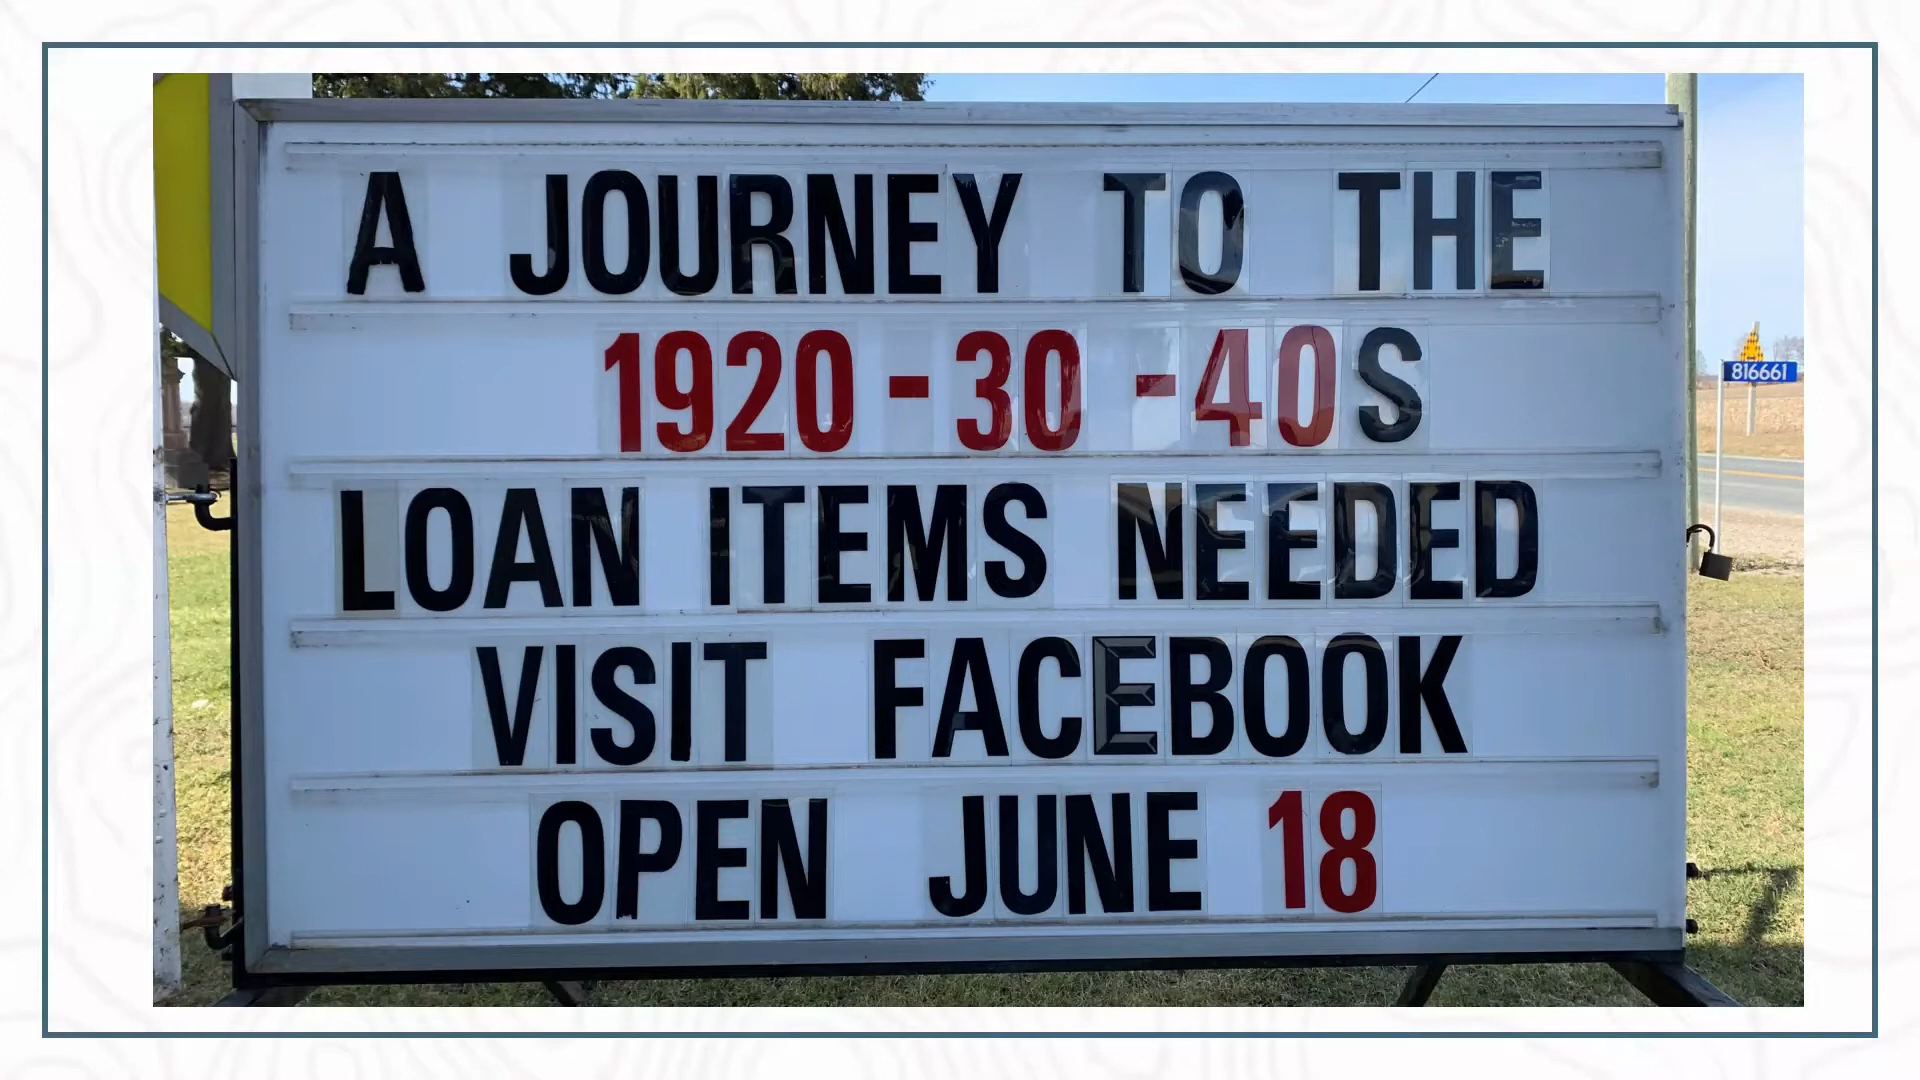 A JOURNEY TO THE
1920-30-40S
LOAN ITEMS NEEDED
VISIT FACEBOOK
OPEN JUNE 18
816661